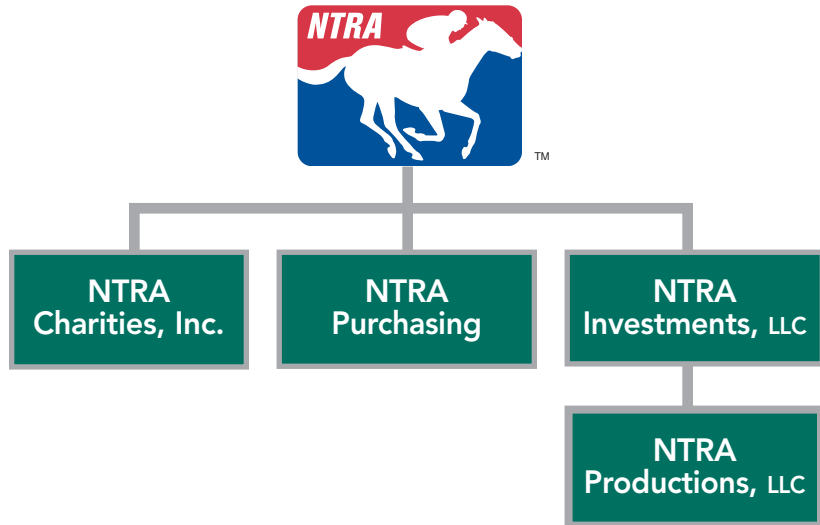 NTRA
TM
NTRA
Charities, Inc.
NTRA
Purchasing
NTRA
Investments, LLC
NTRA
Productions, LLC